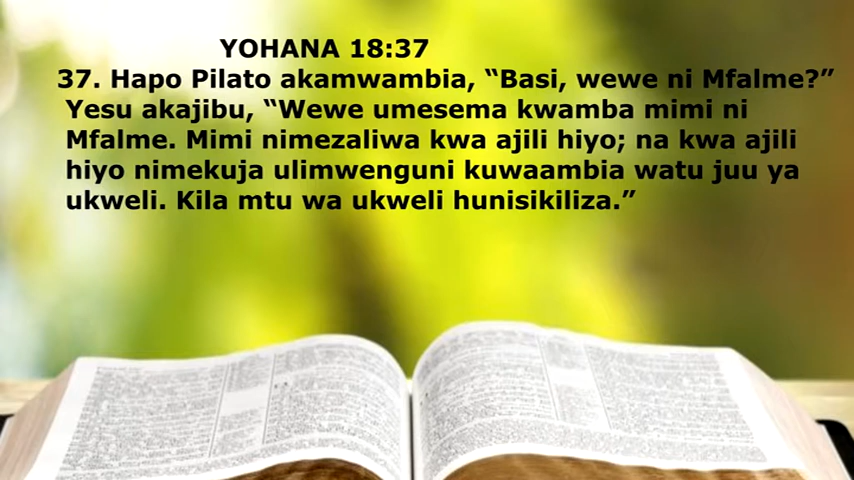 YOHANA 18:37
37. Hapo Pilato akamwambia, “Basi, wewe ni Mfalme?”
Yesu akajibu, “Wewe umesema kwamba mimi ni
Mfalme. Mimi nimezaliwa kwa ajili hiyo; na kwa ajili
hiyo nimekuja ulimwenguni kuwaambia watu juu ya
ukweli. Kila mtu wa ukweli hunisikiliza.”